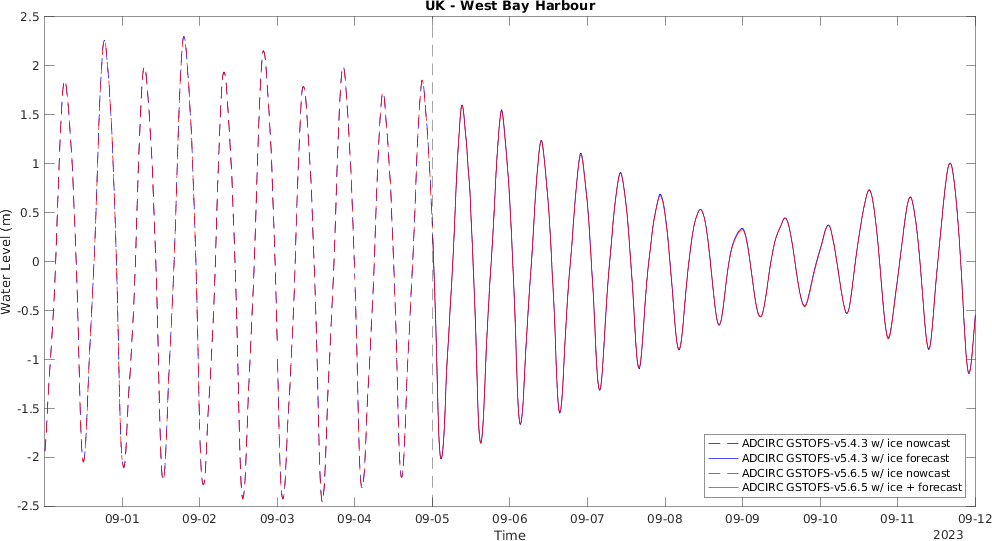 UK - West Bay Harbour
2.5
2
1.5
1
0.5
0
-0.5
-1
-1.5
-2
-2.5
Water Level (m)
ADCIRC GSTOFS-v5.4.3 w/ ice nowcast
ADCIRC GSTOFS-v5.4.3 w/ ice forecast
ADCIRC GSTOFS-v5.6.5 w/ ice nowcast
ADCIRC GSTOFS-v5.6.5 w/ ice + forecast
09-01 09-02 09-03 09-04 09-05 09-06 09-07 09-08 09-09 09-10 09-11 09-12
Time
2023